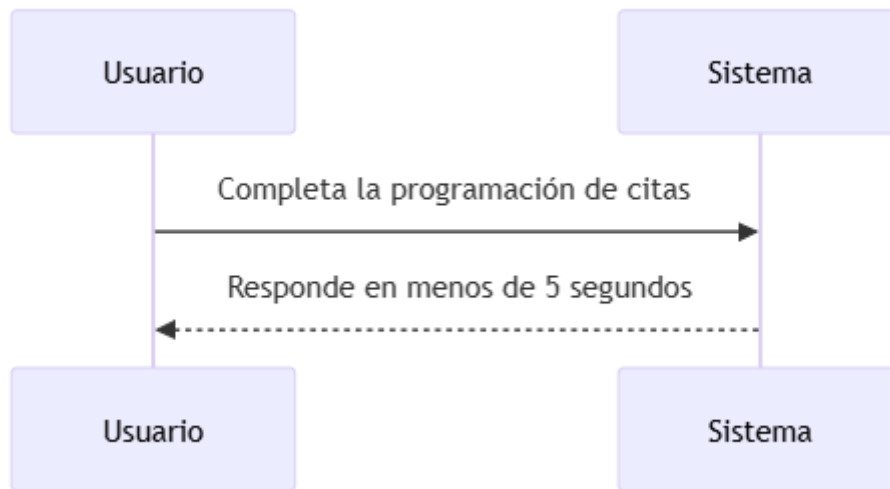 Usuario
Sistema
Completa la programación de citas
Responde en menos de 5 segundos
Usuario
Sistema